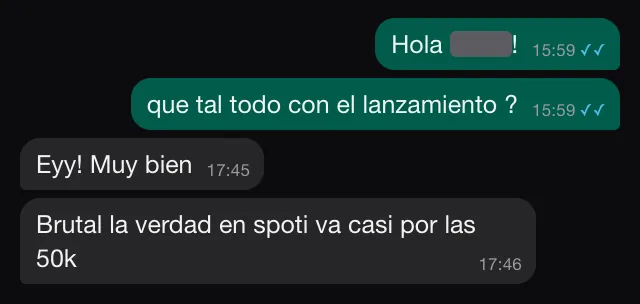 Hola ! 15:59
que tal todo con el lanzamiento ? 15:59
Eyy! Muy bien 17:45
Brutal la verdad en spoti va casi por las
50k 17:46